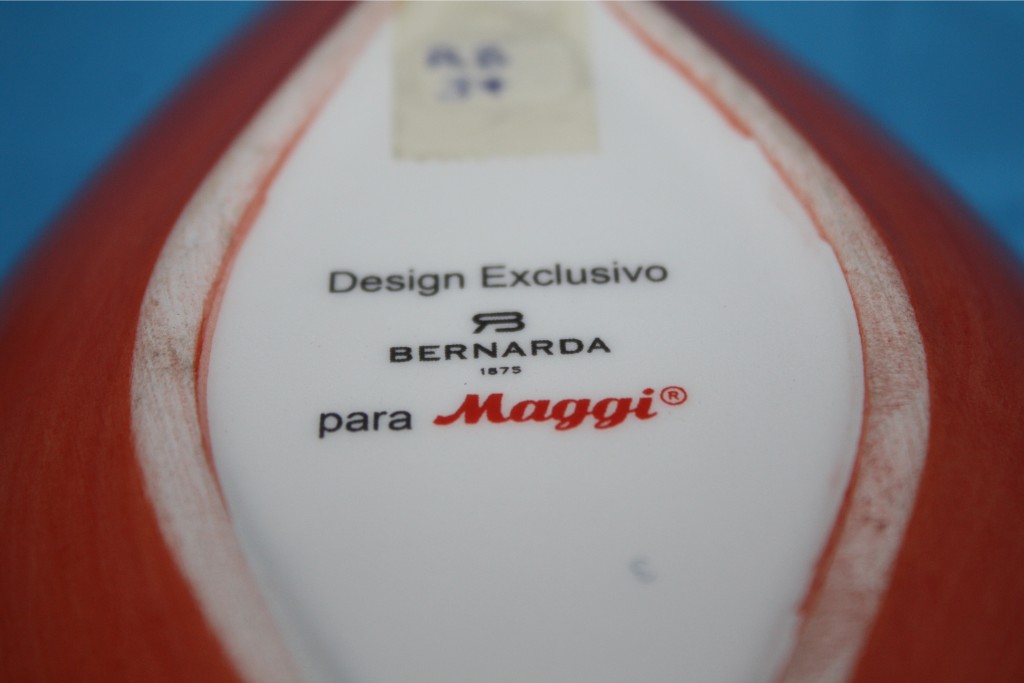 Design Exclusivo
BERNARDA
1875
para Maggi®